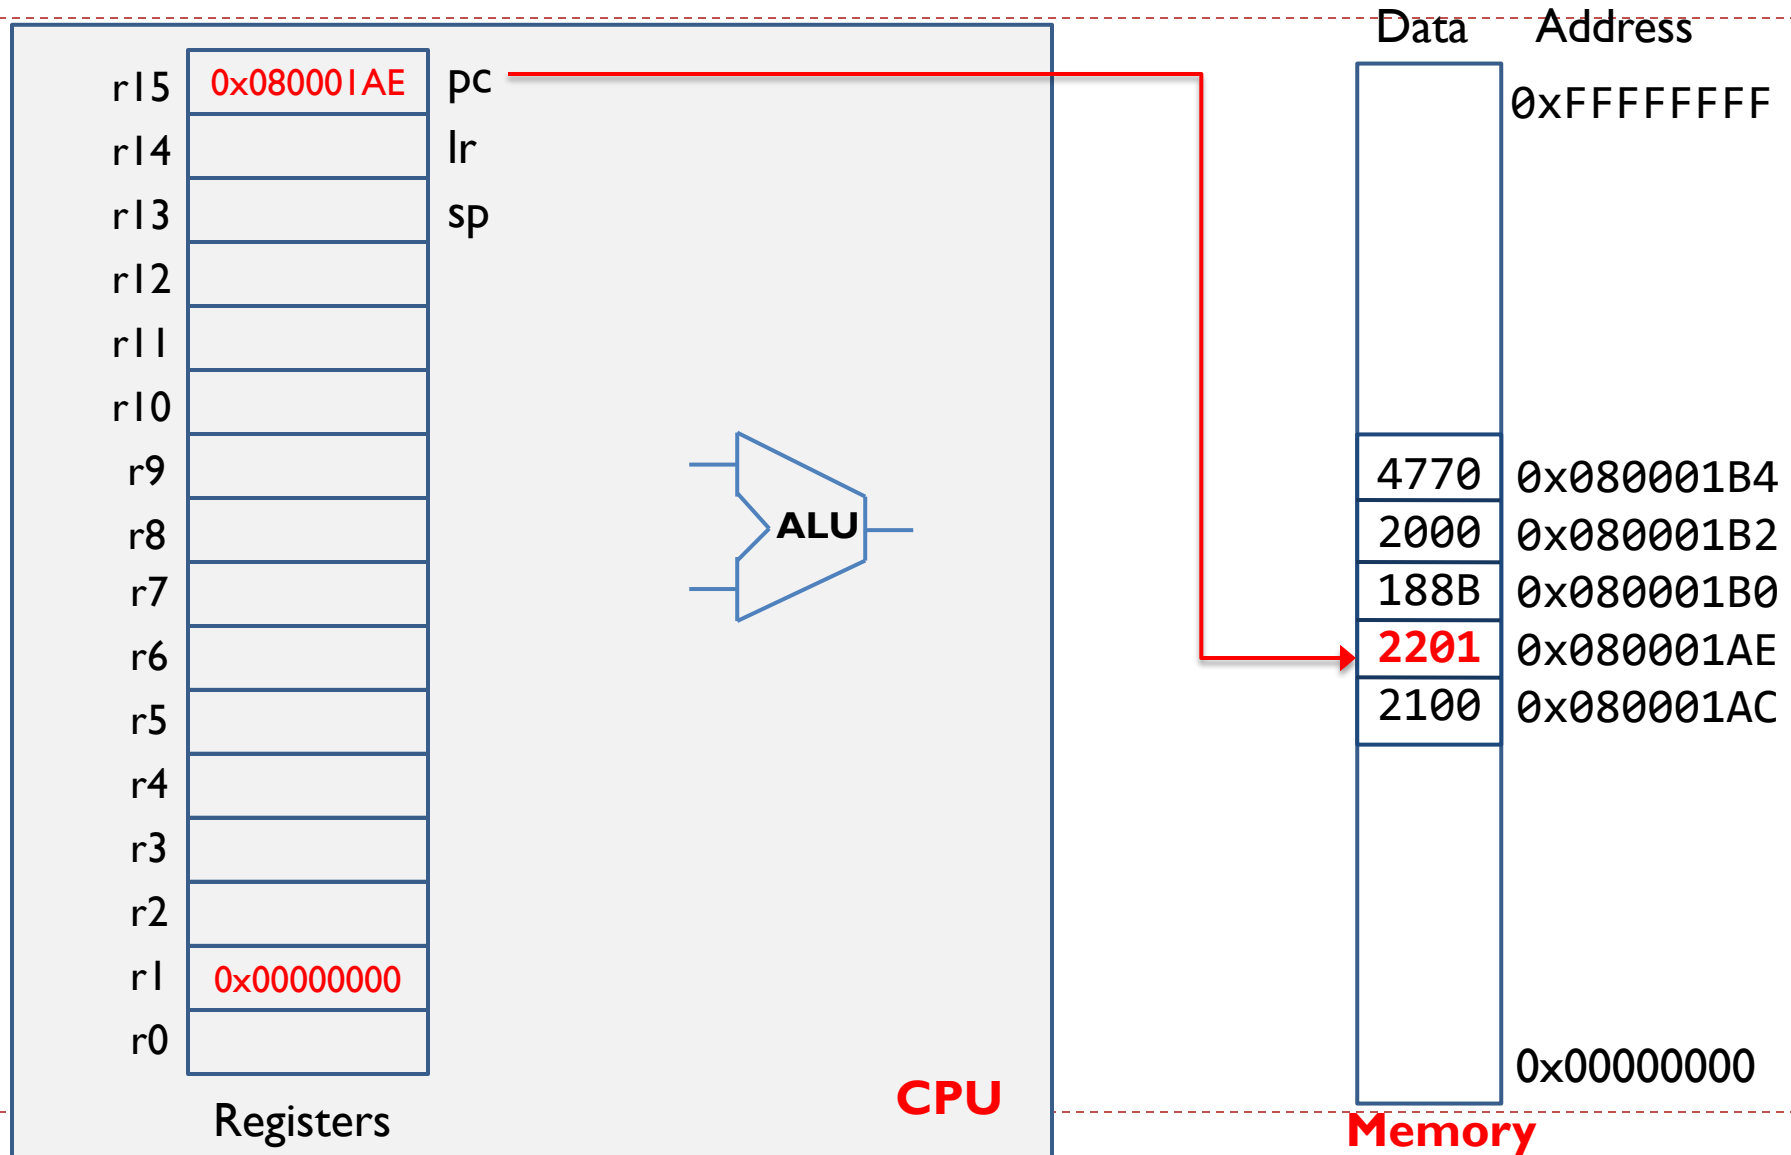 Data Address
r15 0x080001AE pc
0xFFFFFFFF
r14 lr
r13 sp
r12
r11
r10
r9
4770 0x080001B4
r8
ALU
2000 0x080001B2
r7
188B 0x080001B0
r6
2201 0x080001AE
r5
2100 0x080001AC
r4
r3
r2
r1 0x00000000
r0
0x00000000
CPU
Registers
Memory